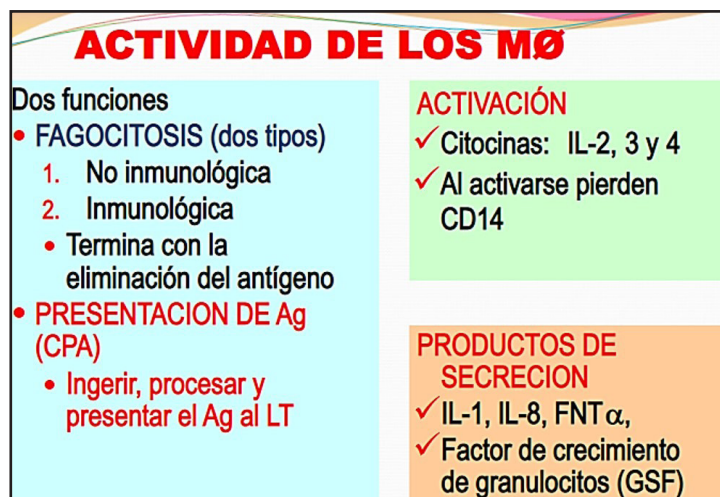 ACTIVIDAD DE LOS MØ
Dos funciones
• FAGOCITOSIS (dos tipos)
1. No inmunológica
2. Inmunológica
• Termina con la
eliminación del antígeno
• PRESENTACION DE Ag
(CPA)
• Ingerir, procesar y
presentar el Ag al LT
ACTIVACIÓN
✓ Citocinas: IL-2, 3 y 4
✓ Al activarse pierden
CD14
PRODUCTOS DE
SECRECION
✓ IL-1, IL-8, FNT α,
✓ Factor de crecimiento
de granulocitos (GSF)